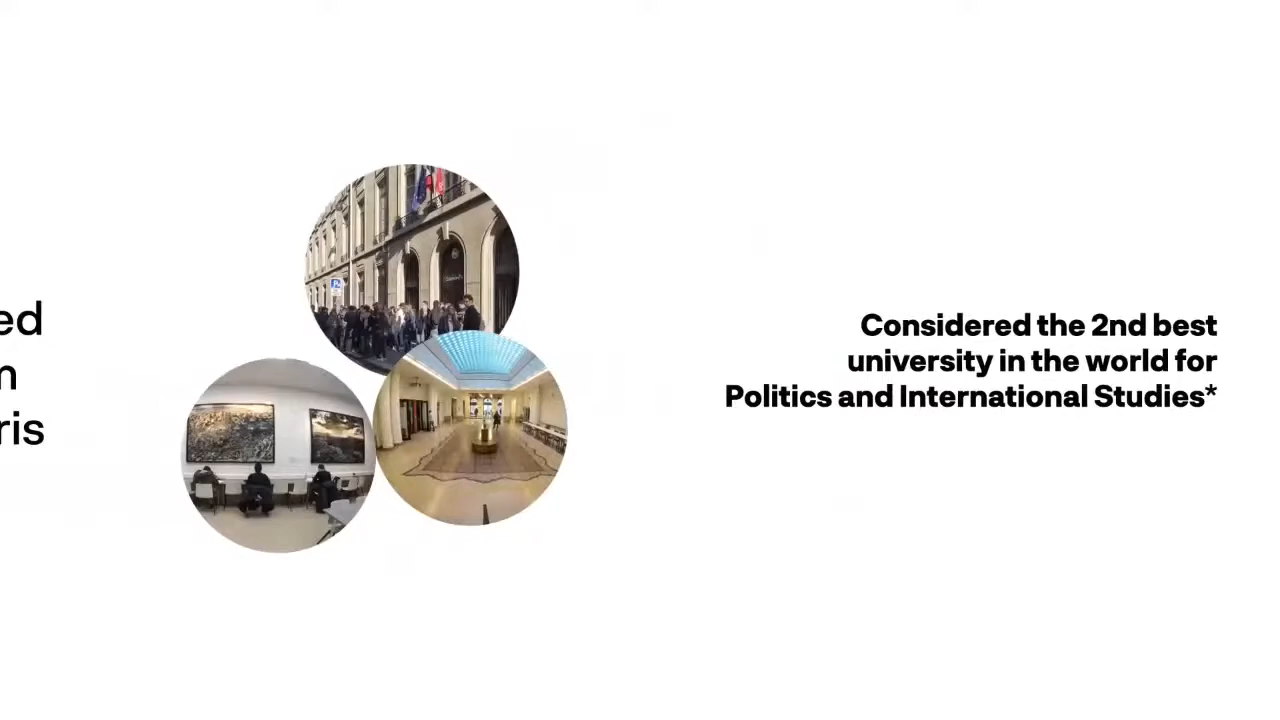 ed
n
ris
Considered the 2nd best
university in the world for
Politics and International Studies*